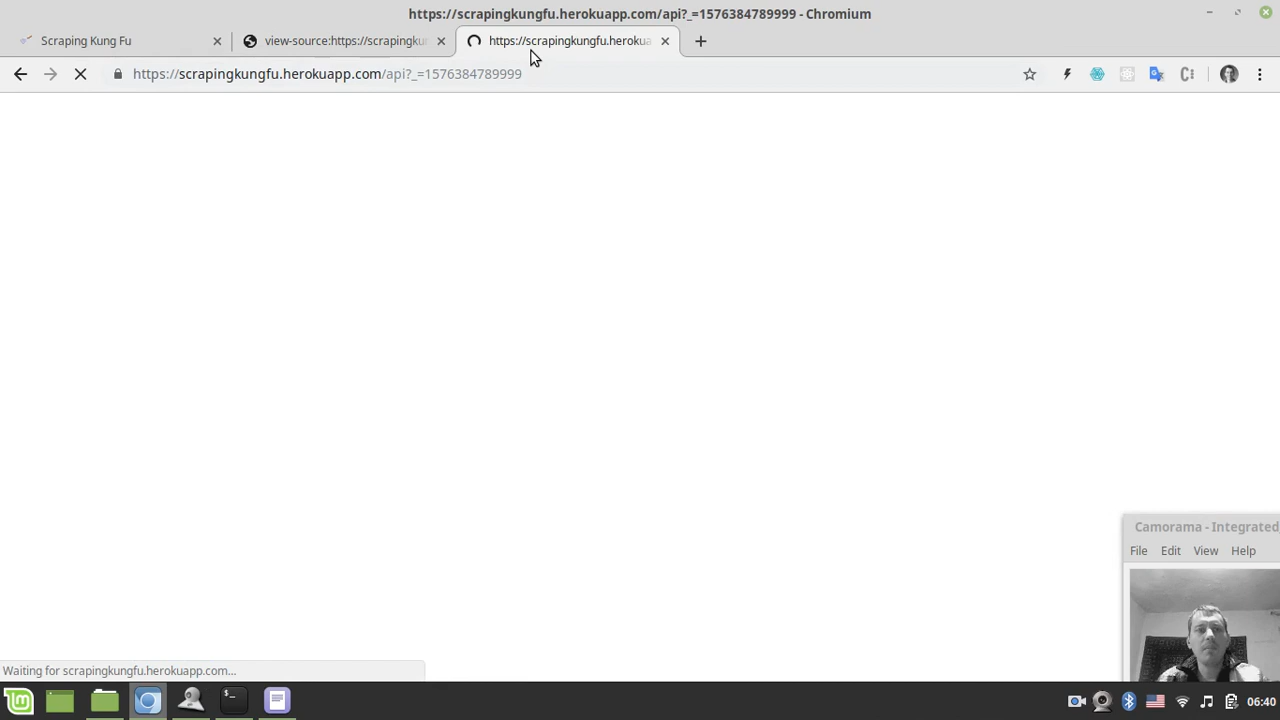 https://scrapingkungfu.herokuapp.com/api?_=1576384789999 - Chromium
Scraping Kung Fu
view-source:https://scrapingku
https://scrapingkungfu.heroku
https://scrapingkungfu.herokuapp.com/api?_=1576384789999
Camorama - Integrated
File Edit View Help
Waiting for scrapingkungfu.herokuapp.com...
06:40